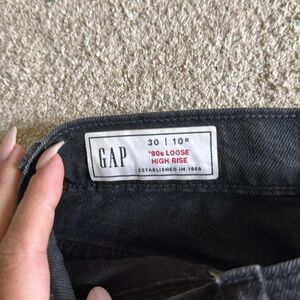 GAP
30 | 10R
'90s LOOSE
HIGH RISE
ESTABLISHED IN 1969